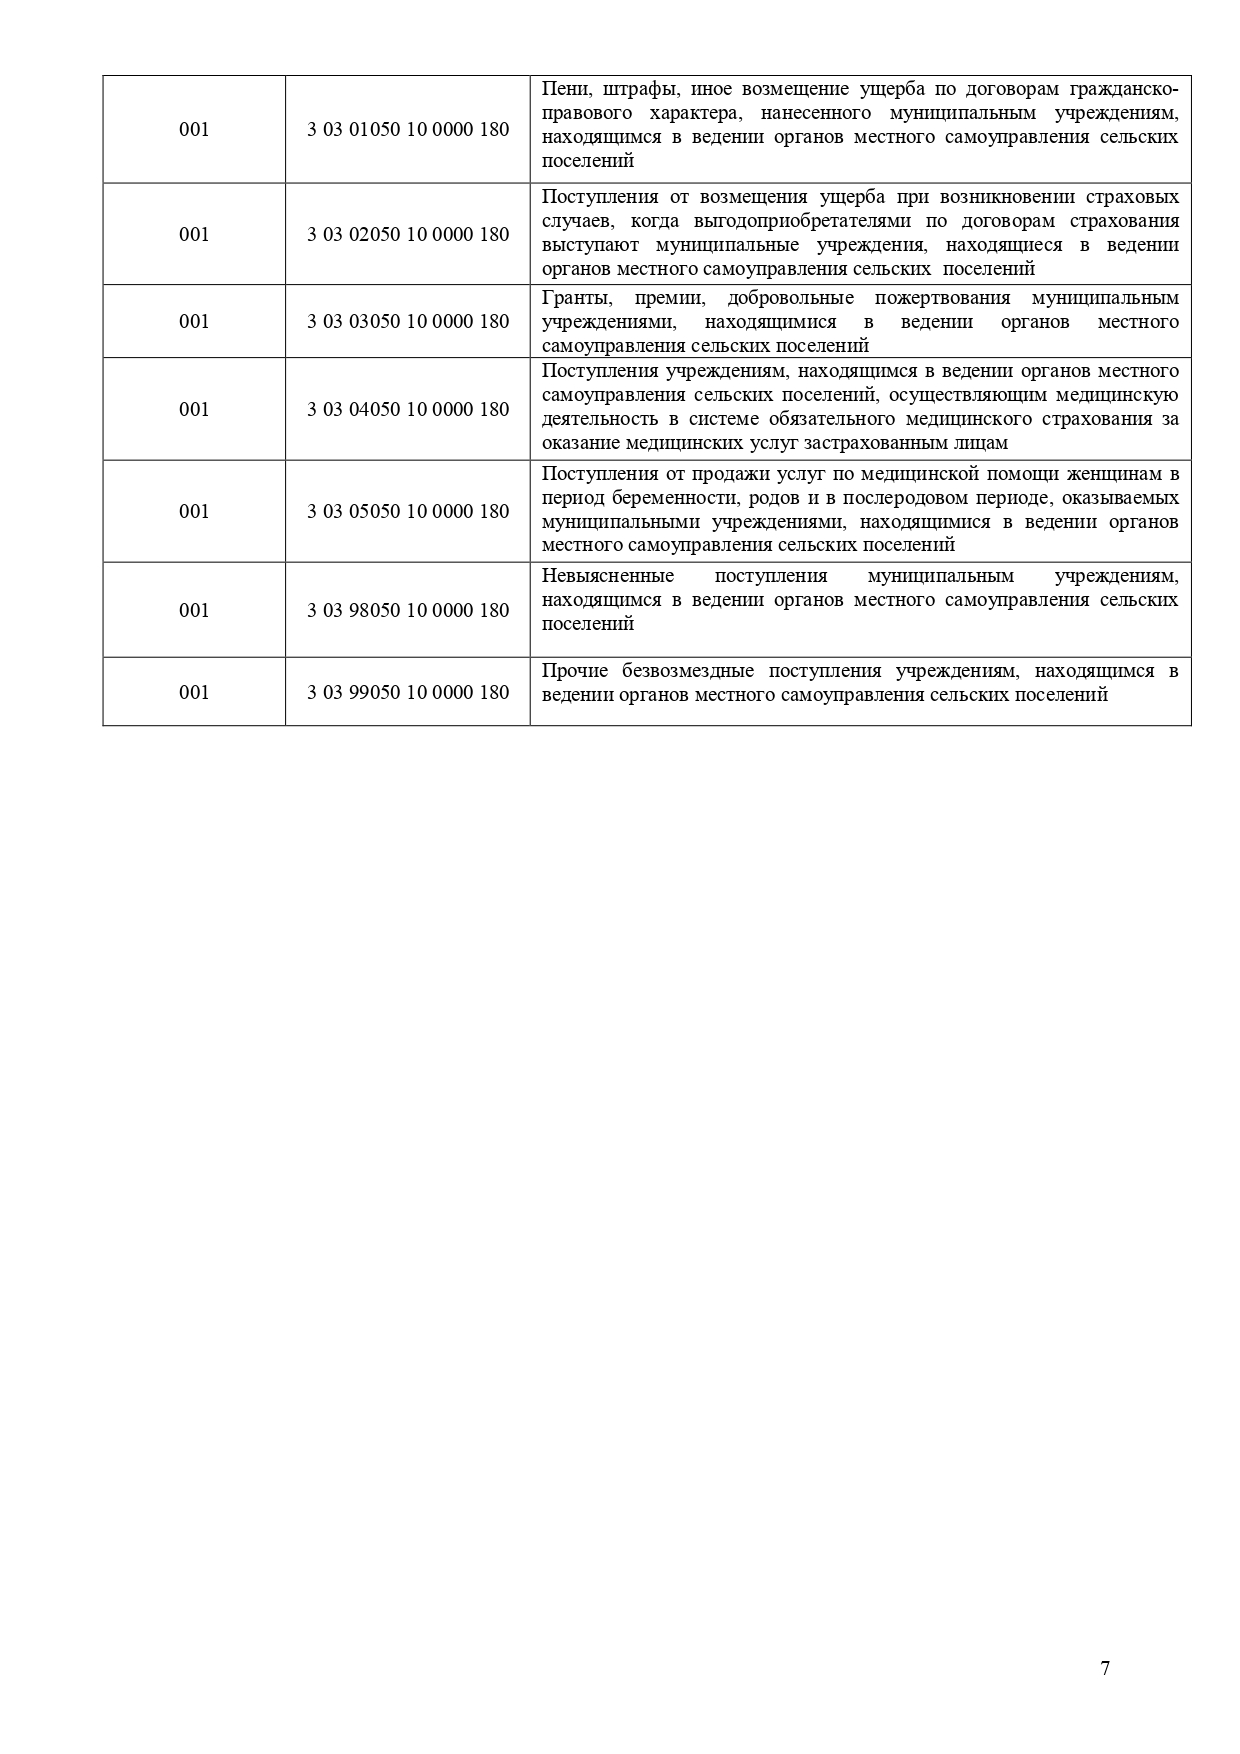 Пени, штрафы, иное возмещение ущерба по договорам гражданско-
правового характера, нанесенного муниципальным учреждениям,
001 3 03 01050 10 0000 180
находящимся в ведении органов местного самоуправления сельских
поселений
Поступления от возмещения ущерба при возникновении страховых
случаев, когда выгодоприобретателями по договорам страхования
001 3 03 02050 10 0000 180
выступают муниципальные учреждения, находящиеся в ведении
органов местного самоуправления сельских поселений
Гранты, премии, добровольные пожертвования муниципальным
001 3 03 03050 10 0000 180
учреждениями, находящимися в ведении органов местного
самоуправления сельских поселений
Поступления учреждениям, находящимся в ведении органов местного
самоуправления сельских поселений, осуществляющим медицинскую
001 3 03 04050 10 0000 180
деятельность в системе обязательного медицинского страхования за
оказание медицинских услуг застрахованным лицам
Поступления от продажи услуг по медицинской помощи женщинам в
период беременности, родов и в послеродовом периоде, оказываемых
001 3 03 05050 10 0000 180
муниципальными учреждениями, находящимися в ведении органов
местного самоуправления сельских поселений
Невыясненные поступления муниципальным учреждениям,
находящимся в ведении органов местного самоуправления сельских
001 3 03 98050 10 0000 180
поселений
Прочие безвозмездные поступления учреждениям, находящимся в
001 3 03 99050 10 0000 180
ведении органов местного самоуправления сельских поселений
7